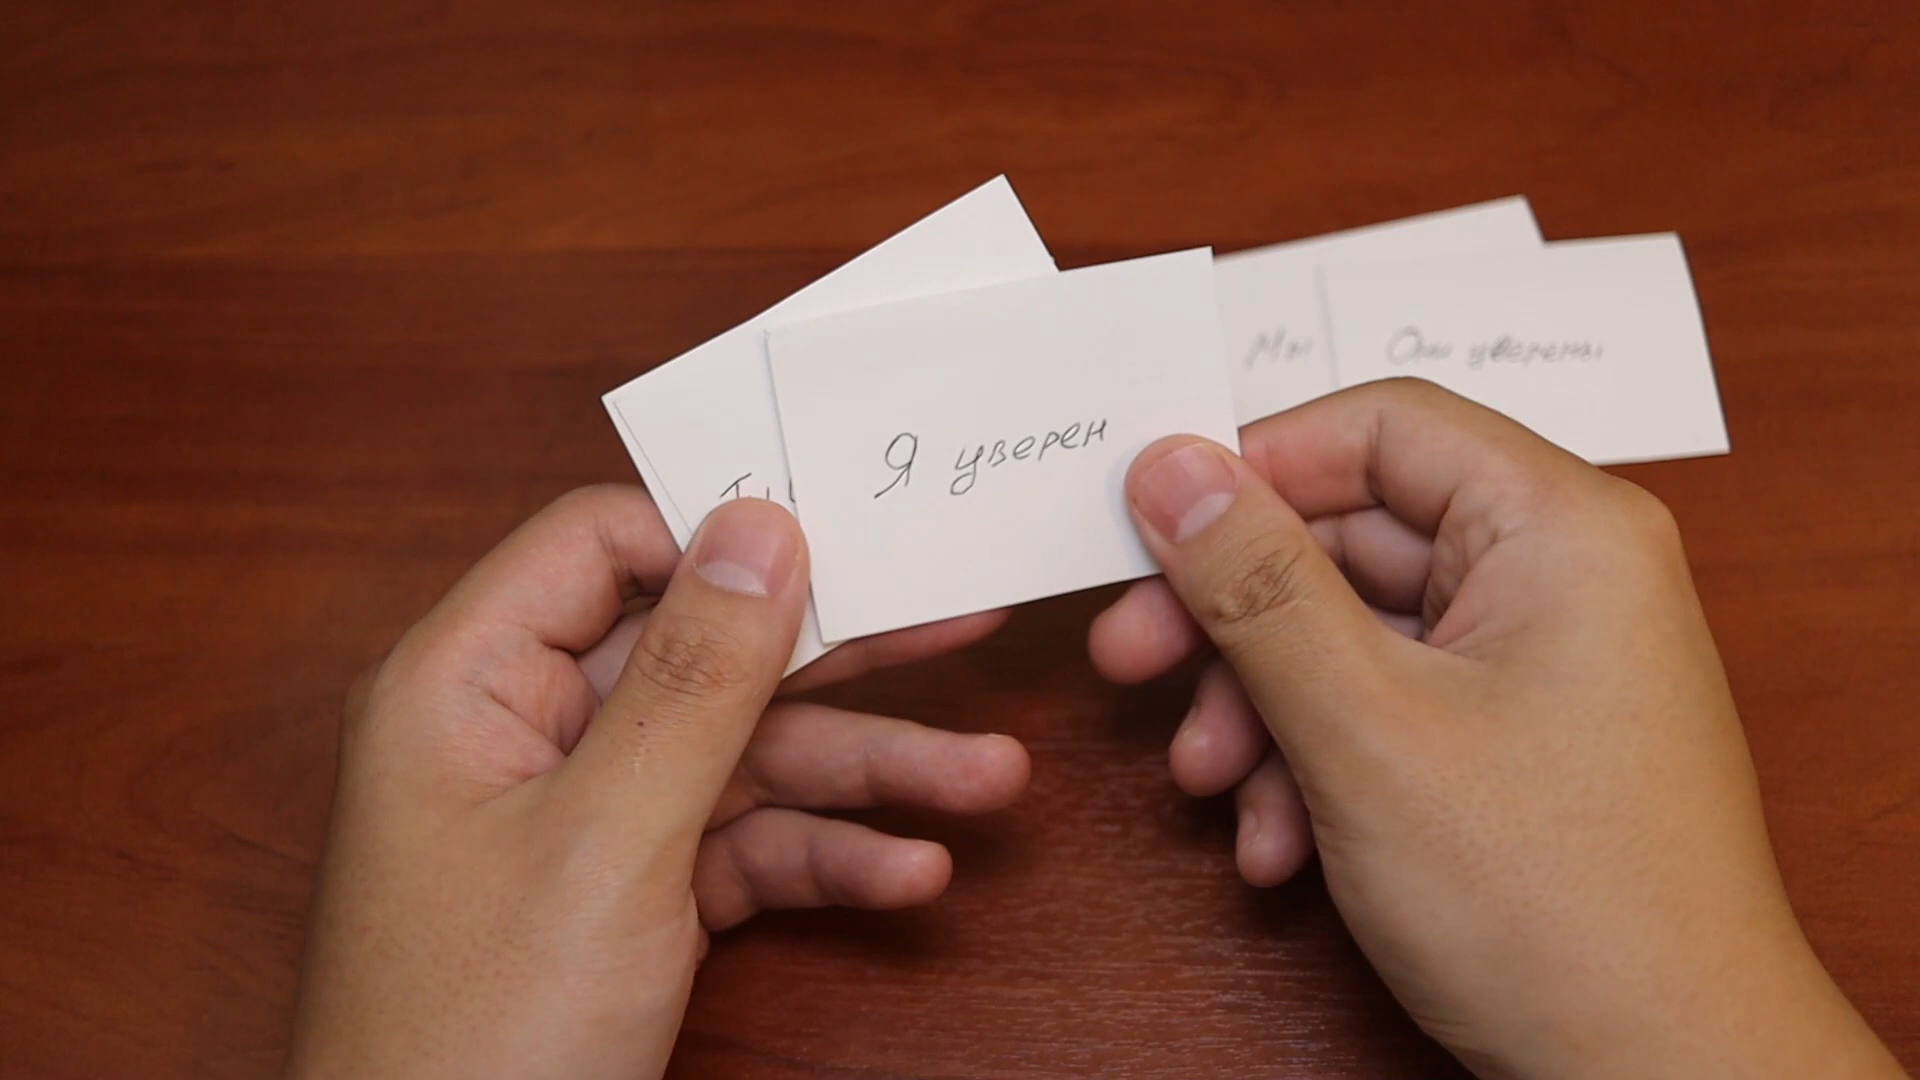 Я уверен
Мы
Они уверены